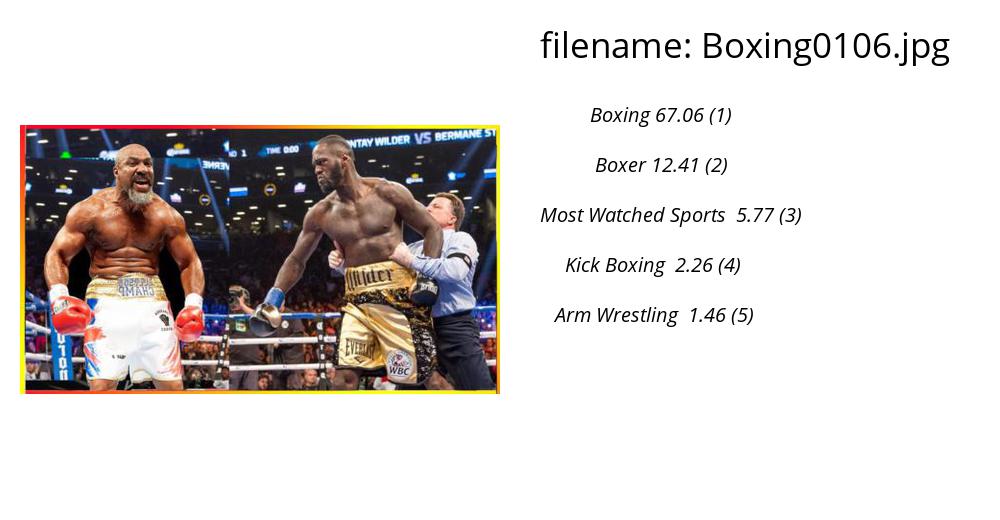 filename: Boxing0106.jpg
Boxing 67.06 (1)
Boxer 12.41 (2)
Most Watched Sports 5.77 (3)
Kick Boxing 2.26 (4)
Arm Wrestling 1.46 (5)
1 TIME 0:00
NTAY WILDER VS BERMANE ST
Wilder
EVERLAST
WBC